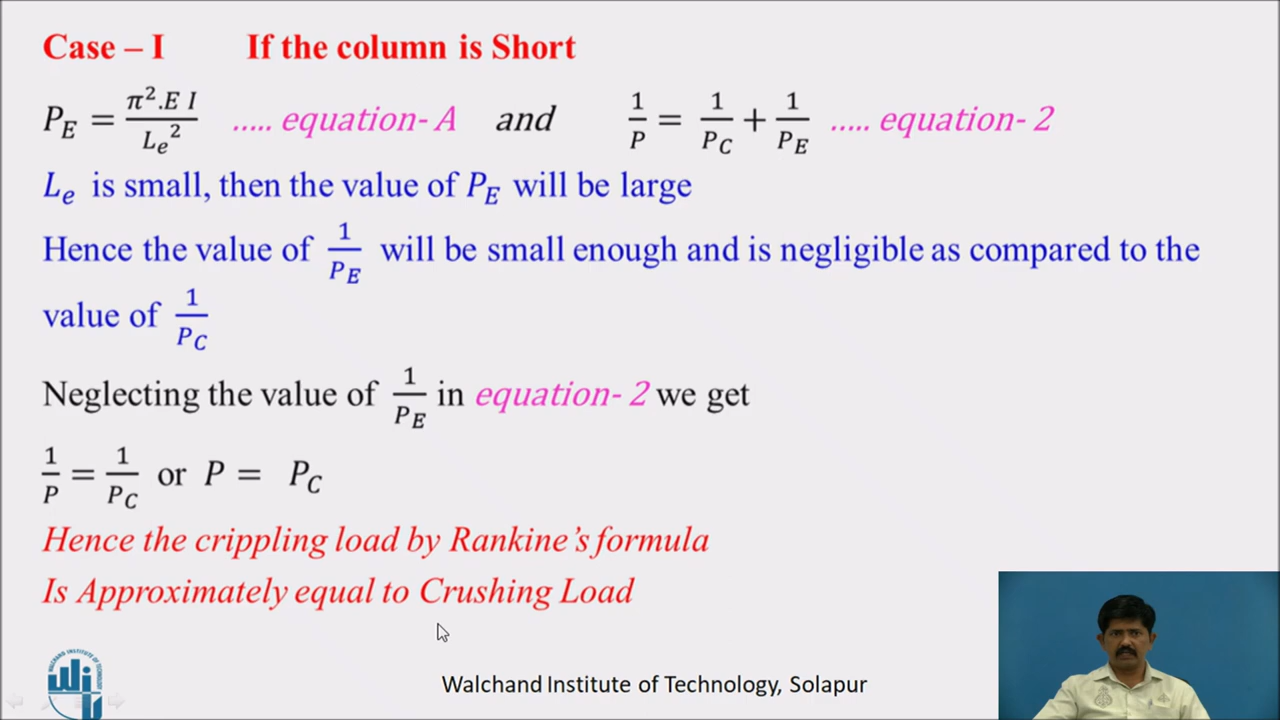 Case – I If the column is Short
P_E = π².E I / L_e² ..... equation- A and 1/P = 1/P_C + 1/P_E ..... equation- 2
L_e is small, then the value of P_E will be large
Hence the value of 1/P_E will be small enough and is negligible as compared to the
value of 1/P_C
Neglecting the value of 1/P_E in equation- 2 we get
1/P = 1/P_C or P = P_C
Hence the crippling load by Rankine's formula
Is Approximately equal to Crushing Load
WALCHAND INSTITUTE OF TECHNOLOGY
Walchand Institute of Technology, Solapur